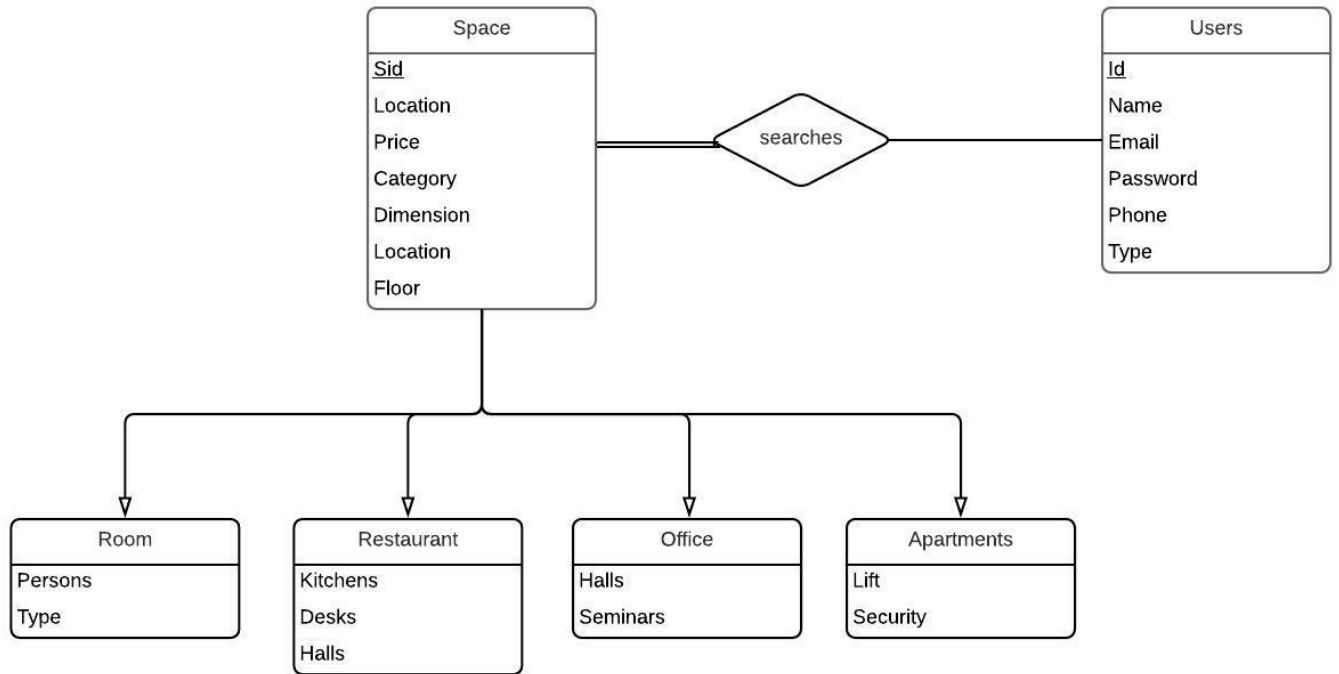 Space
Sid
Location
Price
Category
Dimension
Location
Floor
searches
Users
Id
Name
Email
Password
Phone
Type
Room
Persons
Type
Restaurant
Kitchens
Desks
Halls
Office
Halls
Seminars
Apartments
Lift
Security